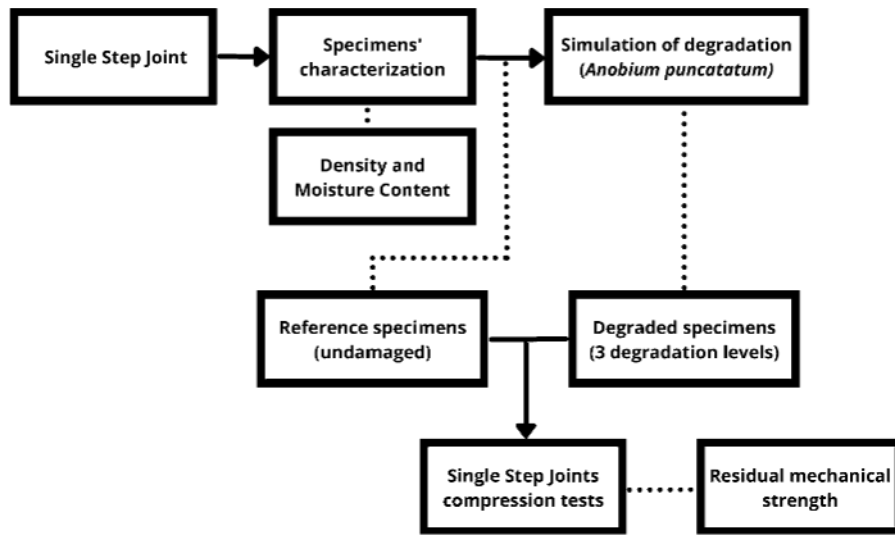 Single Step Joint
Specimens'
characterization
Simulation of degradation
(Anobium puncatatum)
Density and
Moisture Content
Reference specimens
(undamaged)
Degraded specimens
(3 degradation levels)
Single Step Joints
compression tests
Residual mechanical
strength